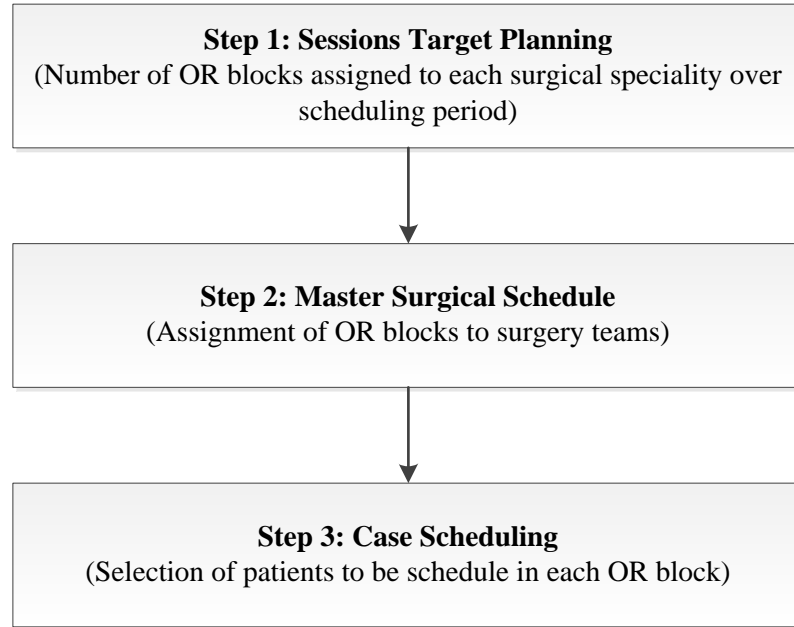 Step 1: Sessions Target Planning
(Number of OR blocks assigned to each surgical speciality over
scheduling period)
Step 2: Master Surgical Schedule
(Assignment of OR blocks to surgery teams)
Step 3: Case Scheduling
(Selection of patients to be schedule in each OR block)